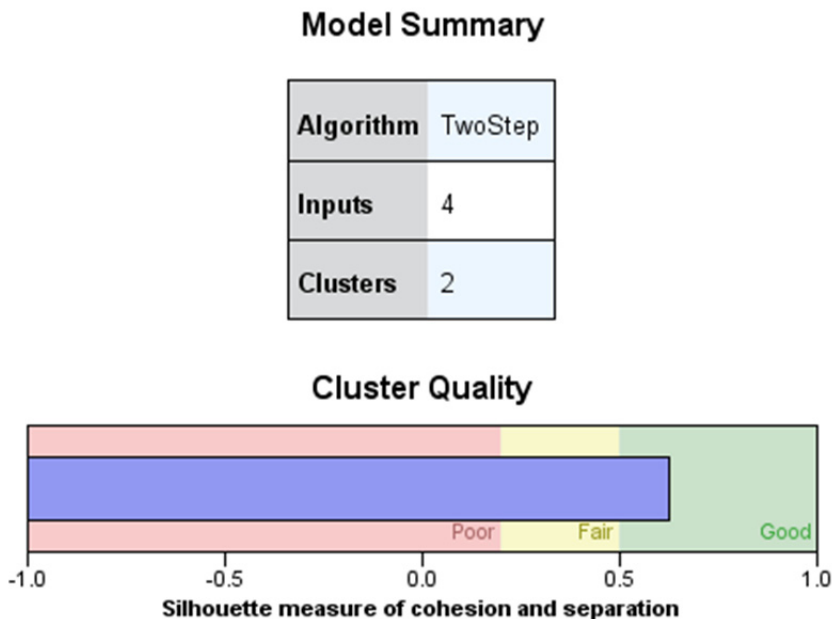 Model Summary
Algorithm TwoStep
Inputs 4
Clusters 2
Cluster Quality
Poor Fair Good
-1.0 -0.5 0.0 0.5 1.0
Silhouette measure of cohesion and separation